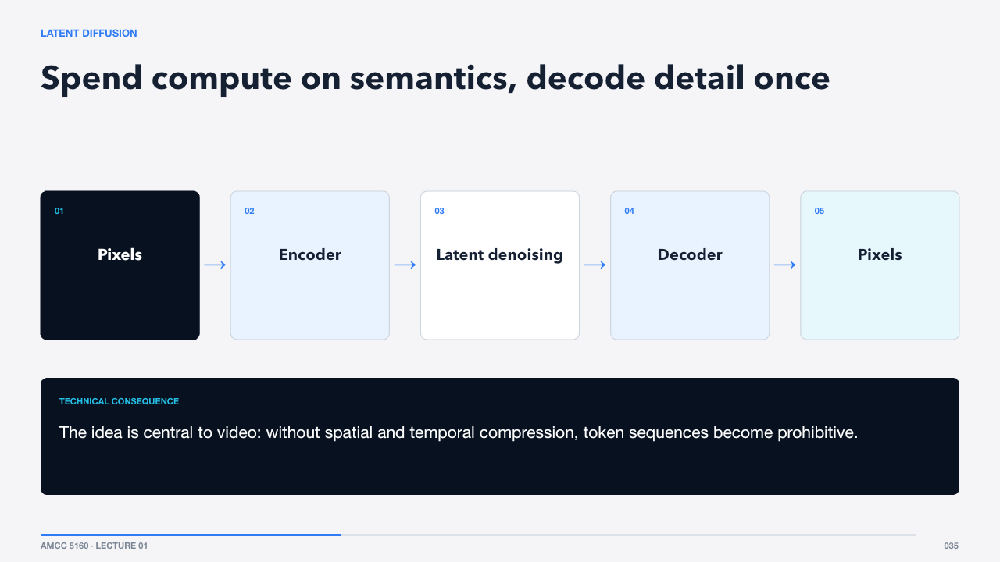 LATENT DIFFUSION
Spend compute on semantics, decode detail once
01
Pixels
→
02
Encoder
→
03
Latent denoising
→
04
Decoder
→
05
Pixels
TECHNICAL CONSEQUENCE
The idea is central to video: without spatial and temporal compression, token sequences become prohibitive.
AMCC 5160 · LECTURE 01
035